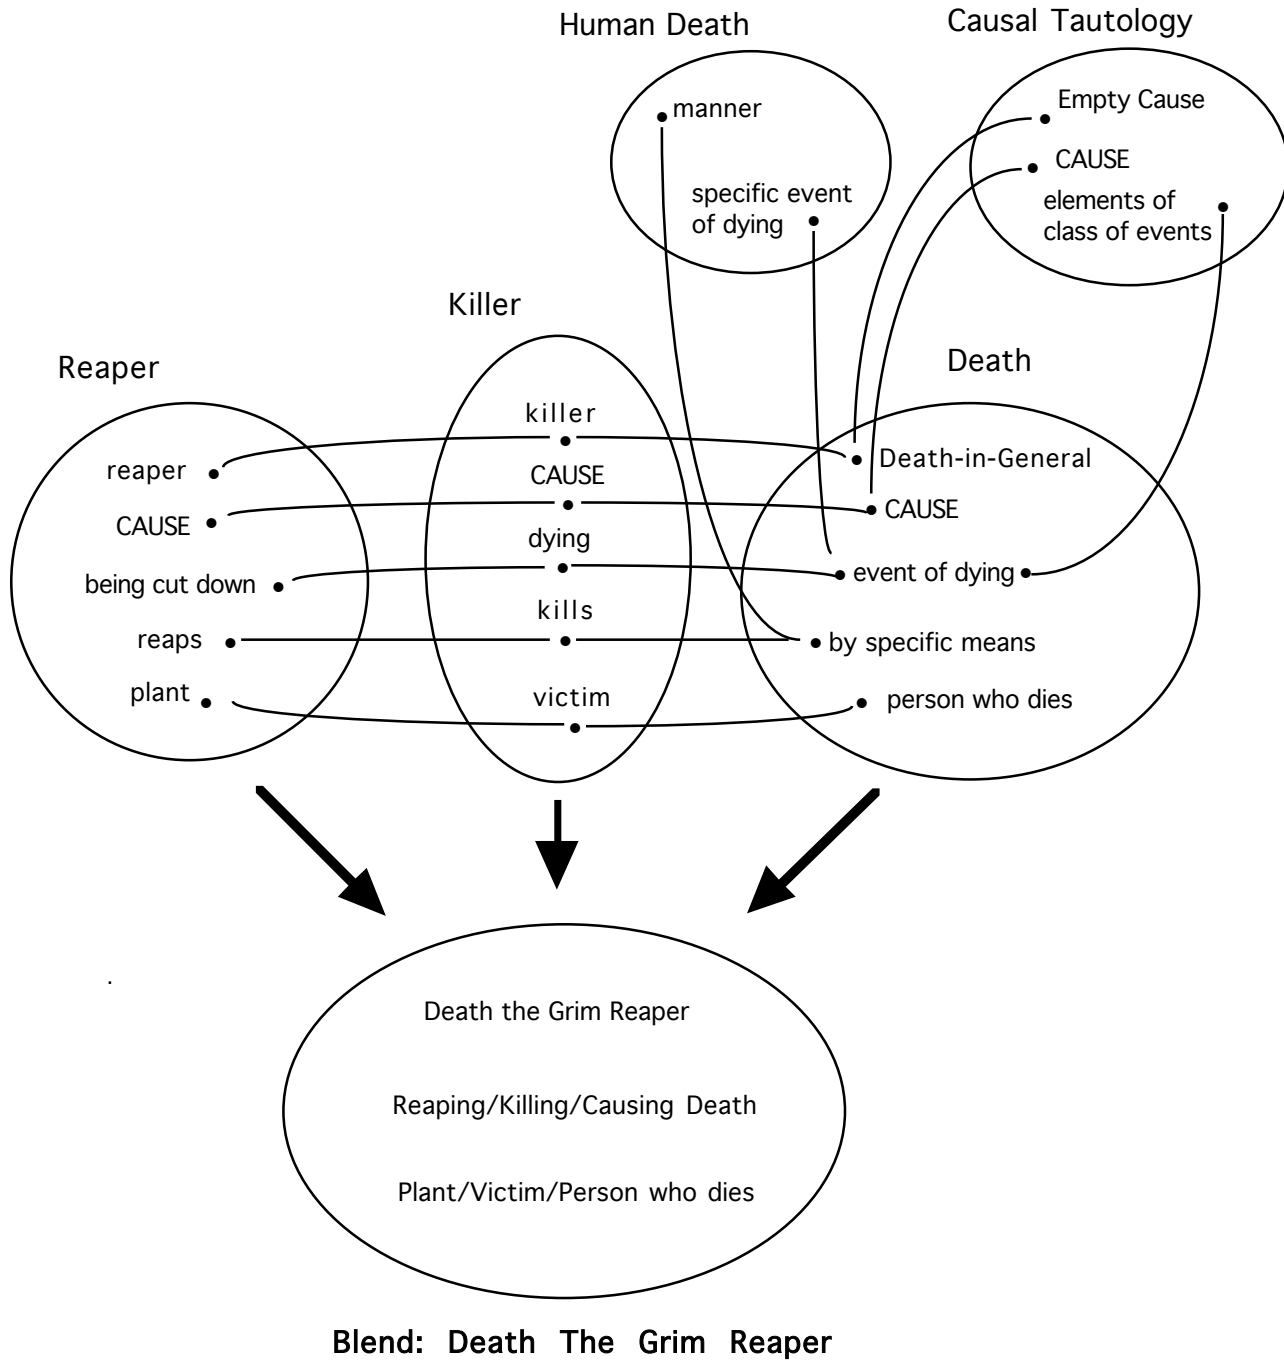 Human Death
Causal Tautology
manner
specific event
of dying
Empty Cause
CAUSE
elements of
class of events
Killer
Reaper
Death
killer
CAUSE
dying
kills
victim
reaper
CAUSE
being cut down
reaps
plant
Death-in-General
CAUSE
event of dying
by specific means
person who dies
Death the Grim Reaper
Reaping/Killing/Causing Death
Plant/Victim/Person who dies
Blend: Death The Grim Reaper